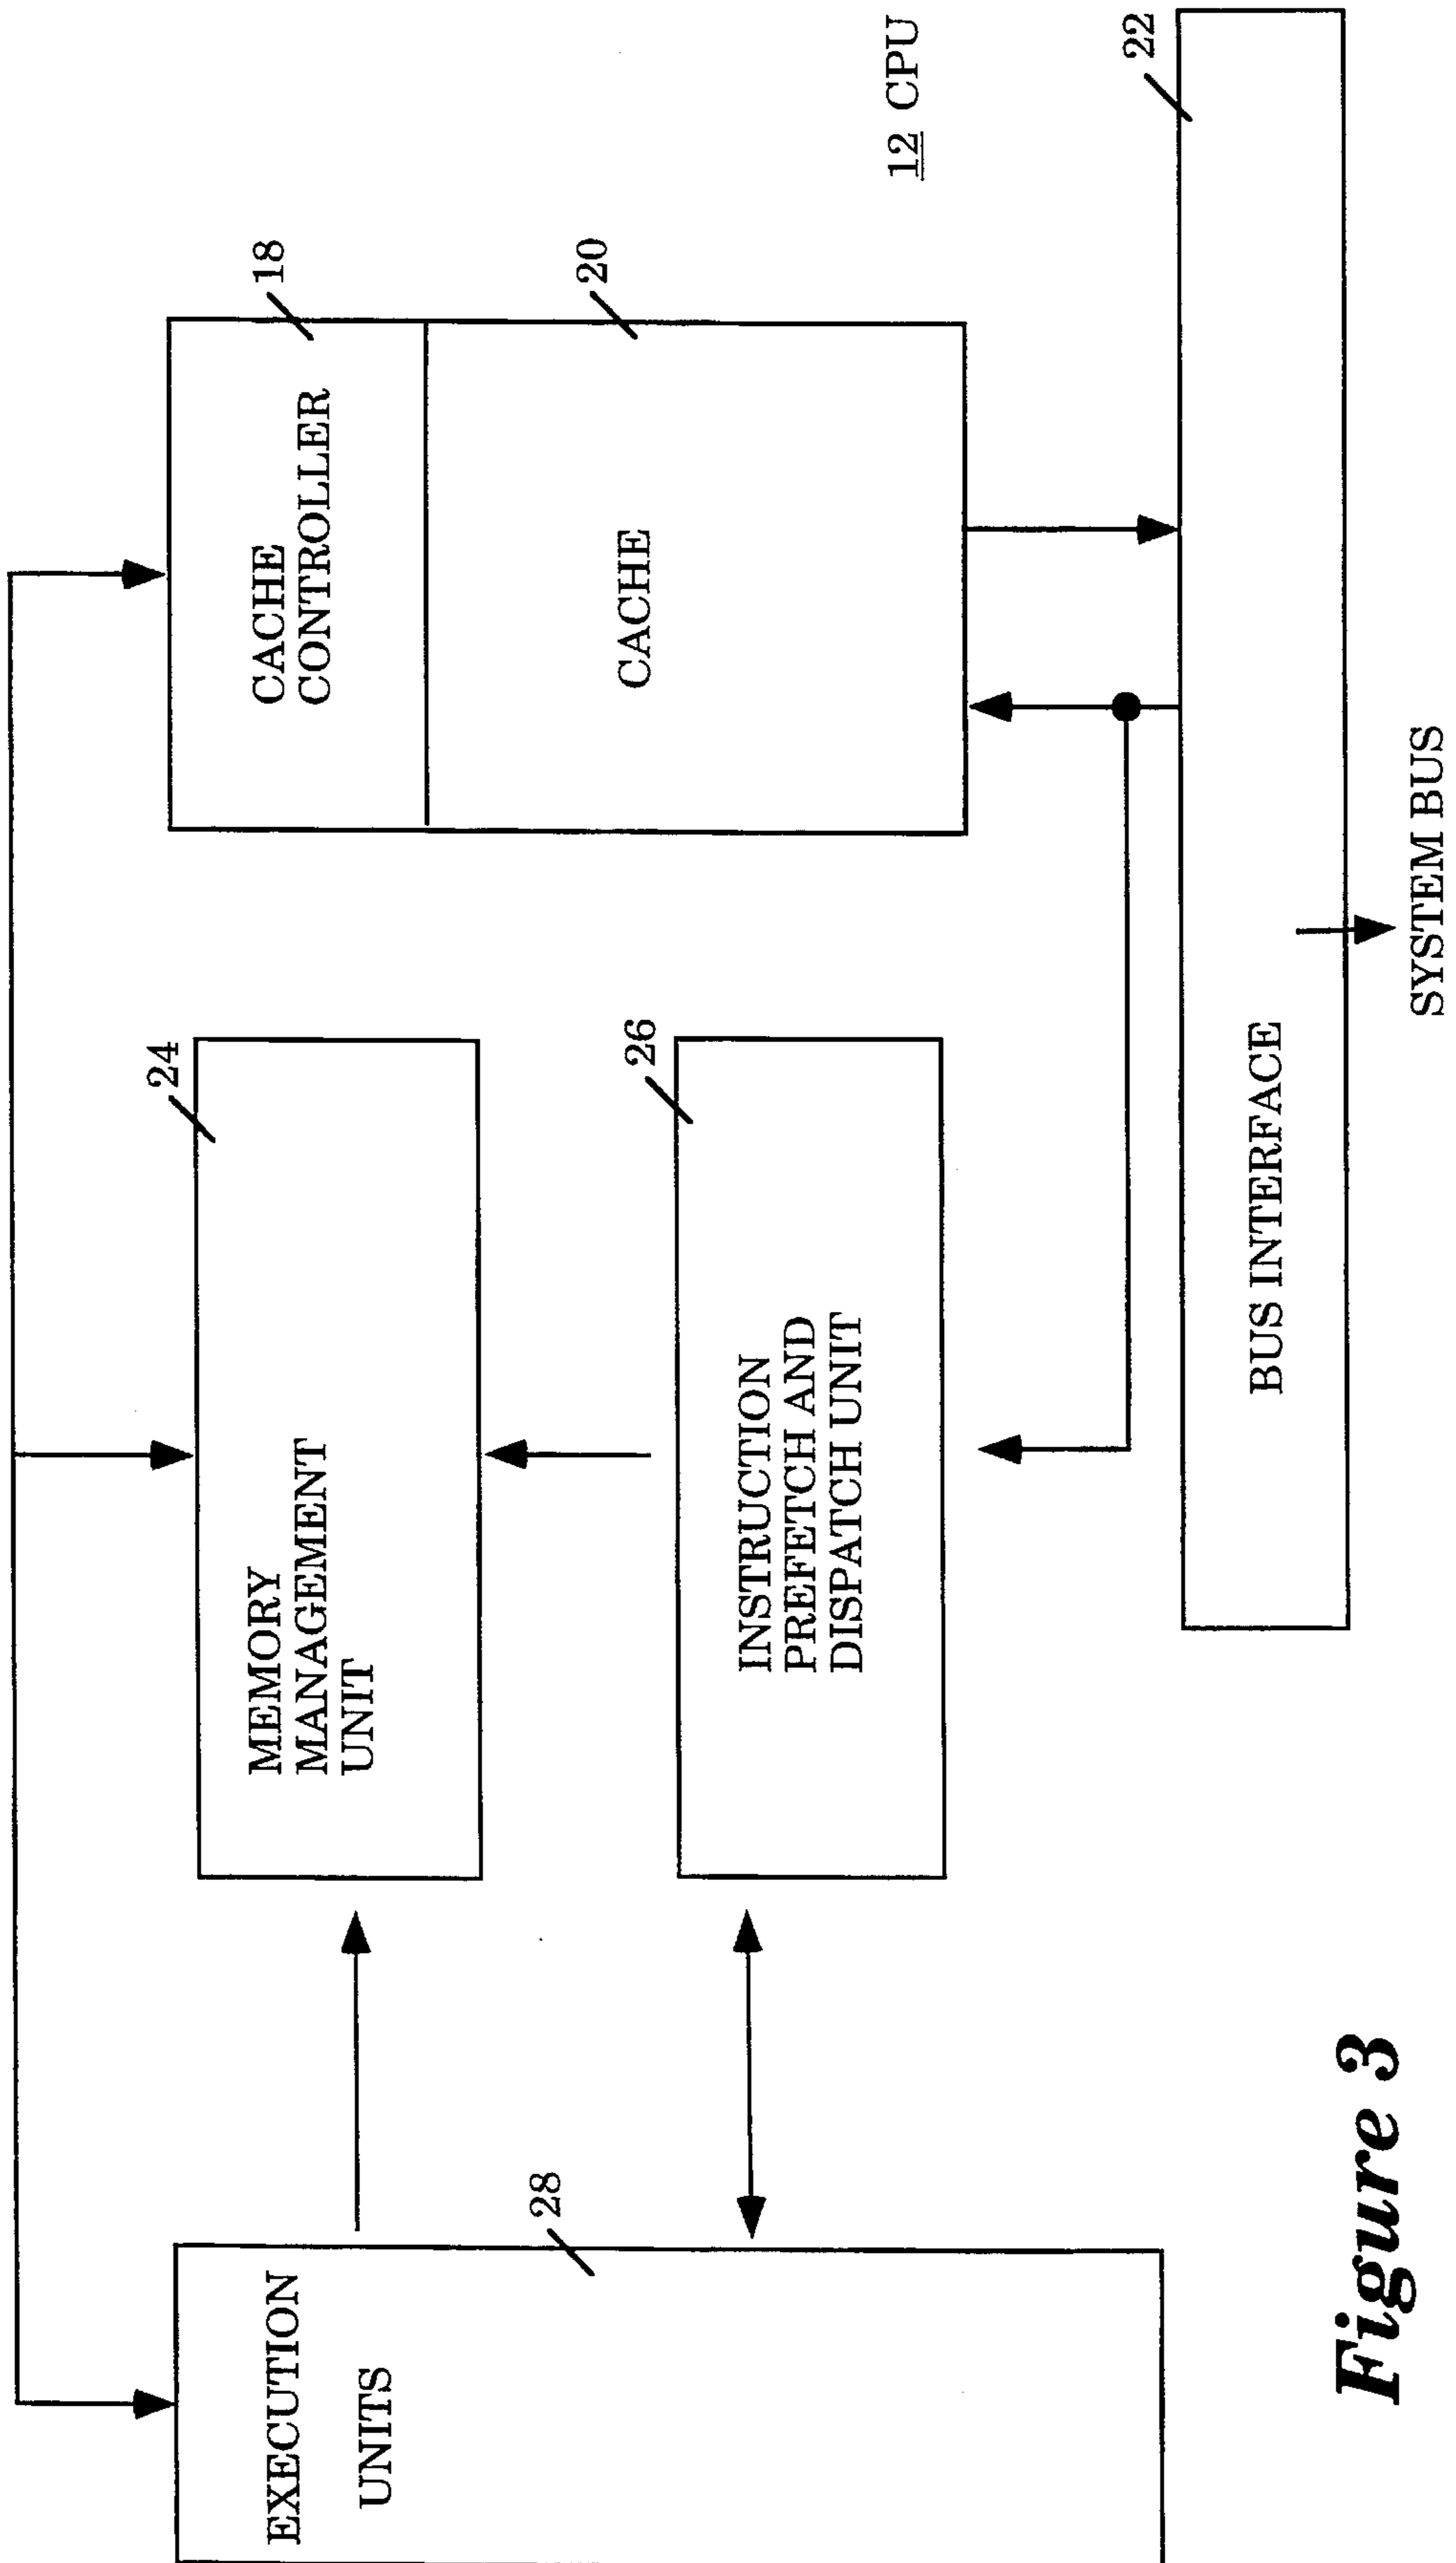 EXECUTION
UNITS
28
MEMORY
MANAGEMENT
UNIT
24
INSTRUCTION
PREFETCH AND
DISPATCH UNIT
26
CACHE
CONTROLLER
18
CACHE
20
12 CPU
22
BUS INTERFACE
SYSTEM BUS
Figure 3